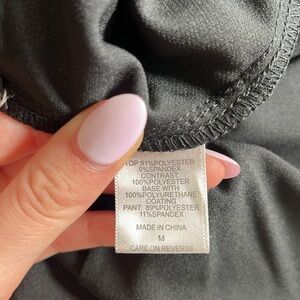 TOP:91%POLYESTER
9%SPANDEX
CONTRAST:
100%POLYESTER
BASE WITH
100%POLYURETHANE
COATING
PANT: 89%POLYESTER
11%SPANDEX
MADE IN CHINA
M
CARE ON REVERSE